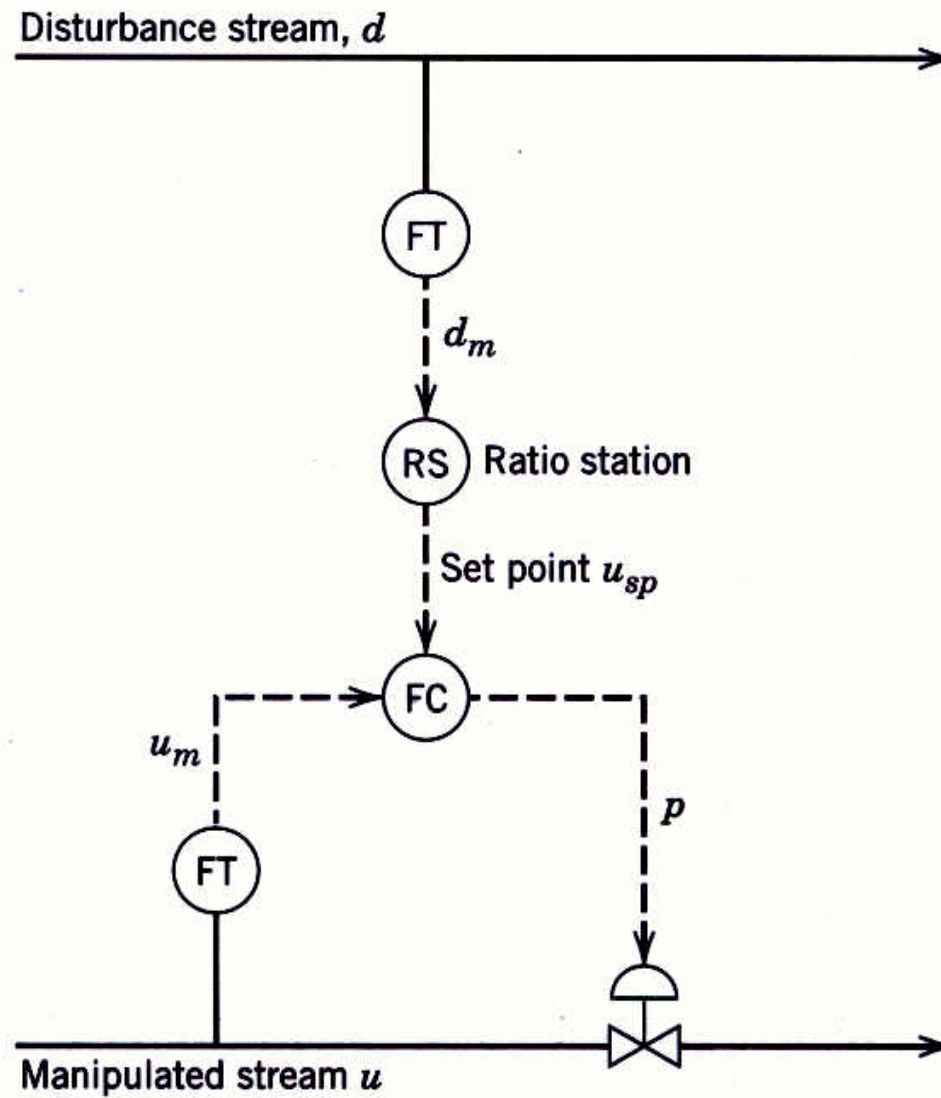 Disturbance stream, d
FT
d_m
RS Ratio station
Set point u_sp
FC
u_m
p
FT
Manipulated stream u